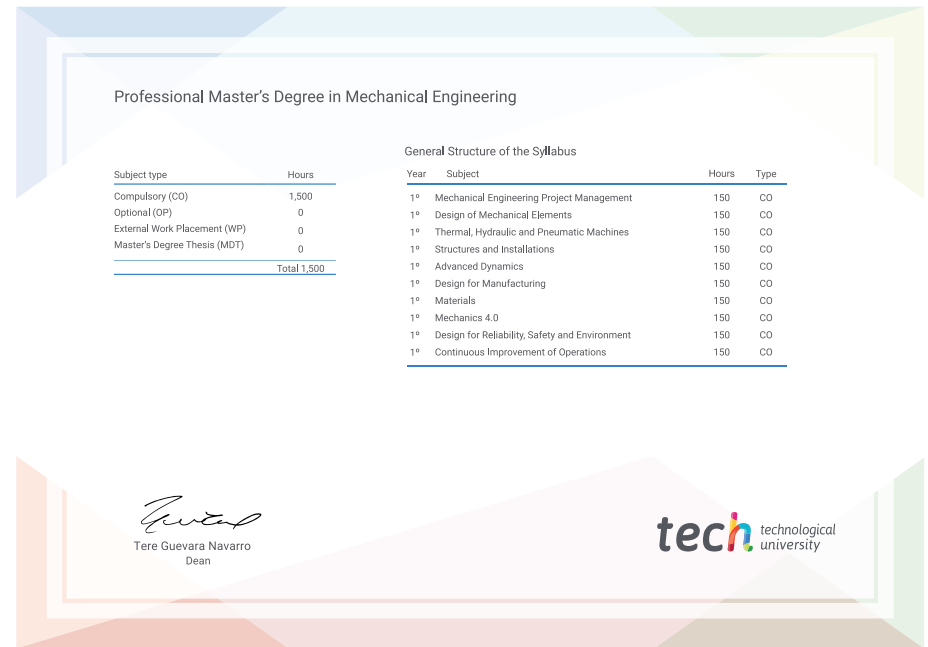 Professional Master's Degree in Mechanical Engineering
Subject type Hours
Compulsory (CO) 1,500
Optional (OP) 0
External Work Placement (WP) 0
Master's Degree Thesis (MDT) 0
Total 1,500
General Structure of the Syllabus
Year Subject Hours Type
1º Mechanical Engineering Project Management 150 CO
1º Design of Mechanical Elements 150 CO
1º Thermal, Hydraulic and Pneumatic Machines 150 CO
1º Structures and Installations 150 CO
1º Advanced Dynamics 150 CO
1º Design for Manufacturing 150 CO
1º Materials 150 CO
1º Mechanics 4.0 150 CO
1º Design for Reliability, Safety and Environment 150 CO
1º Continuous Improvement of Operations 150 CO
Tere Guevara Navarro
Dean
tech technological
university